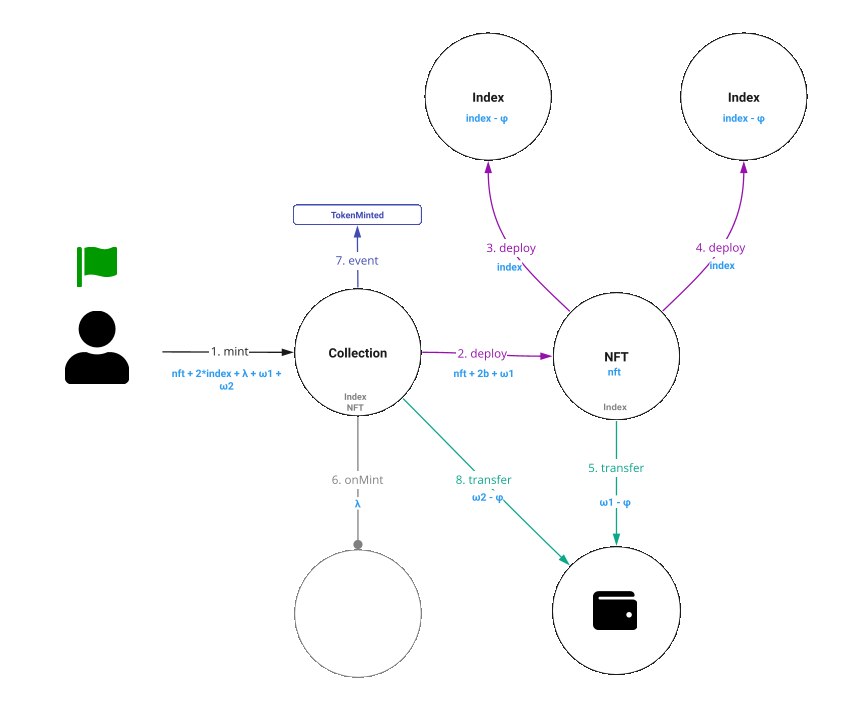 Index
index - φ
Index
index - φ
TokenMinted
3. deploy
index
4. deploy
index
7. event
1. mint
nft + 2*index + λ + ω1 +
ω2
Collection
Index
NFT
2. deploy
nft + 2b + ω1
NFT
nft
Index
6. onMint
λ
8. transfer
ω2 - φ
5. transfer
ω1 - φ